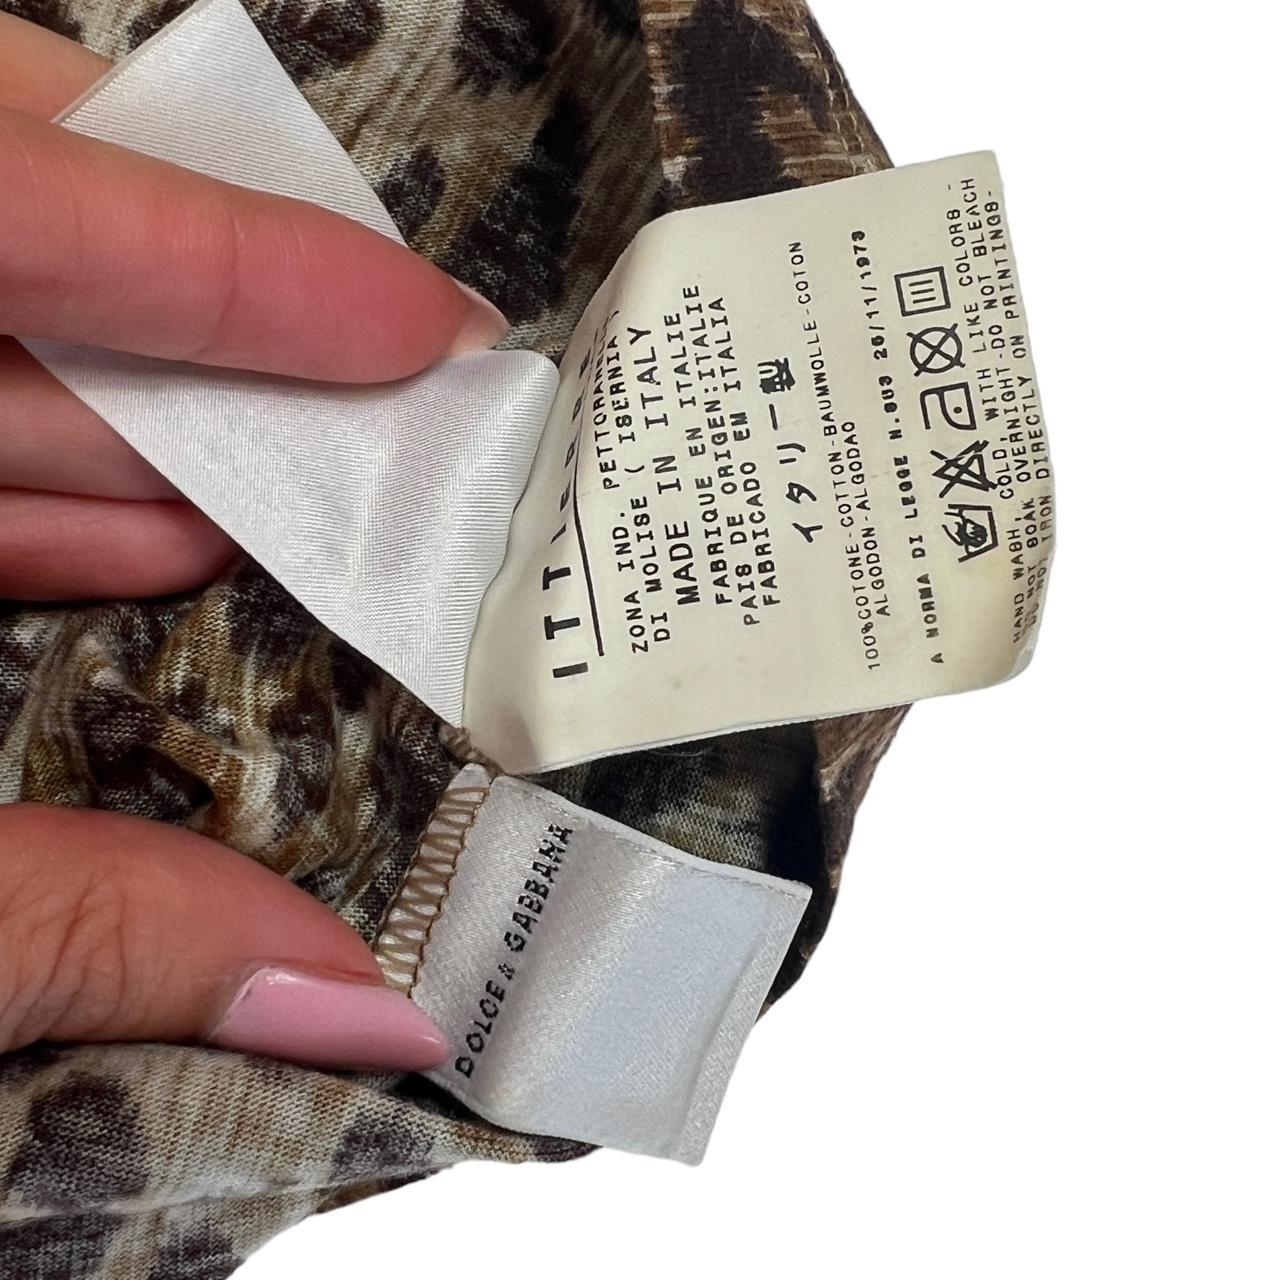 ITTIERRE
ZONA IND. PETTORANELLO
DI MOLISE ( ISERNIA )
MADE IN ITALY
FABRIQUE EN ITALIE
PAIS DE ORIGEN:ITALIE
FABRICADO EM ITALIA
イタリー製
100%COTONE-COTTON-BAUMWOLLE-COTON
ALGODON-ALGODAO
A NORMA DI LEGGE N.883 26/11/1973
HAND WASH, COLD, WITH LIKE COLORS -
DO NOT SOAK OVERNIGHT -DO NOT BLEACH
DO NOT IRON DIRECTLY ON PRINTINGS-
DOLCE & GABBANA